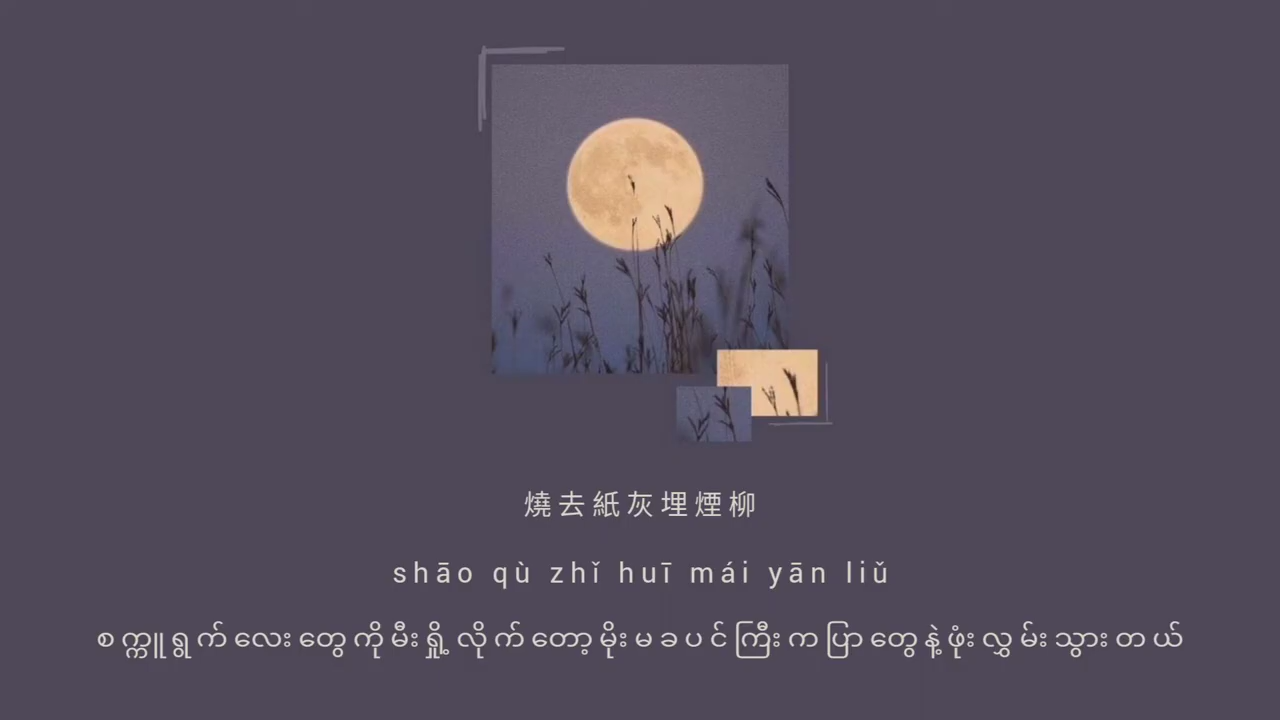 燒去紙灰埋煙柳
shāo qù zhǐ huī mái yān liǔ
စက္ကူရွက်လေးတွေကိုမီးရှို့လိုက်တော့မိုးမခပင်ကြီးကပြာတွေနဲ့ဖုံးလွှမ်းသွားတယ်